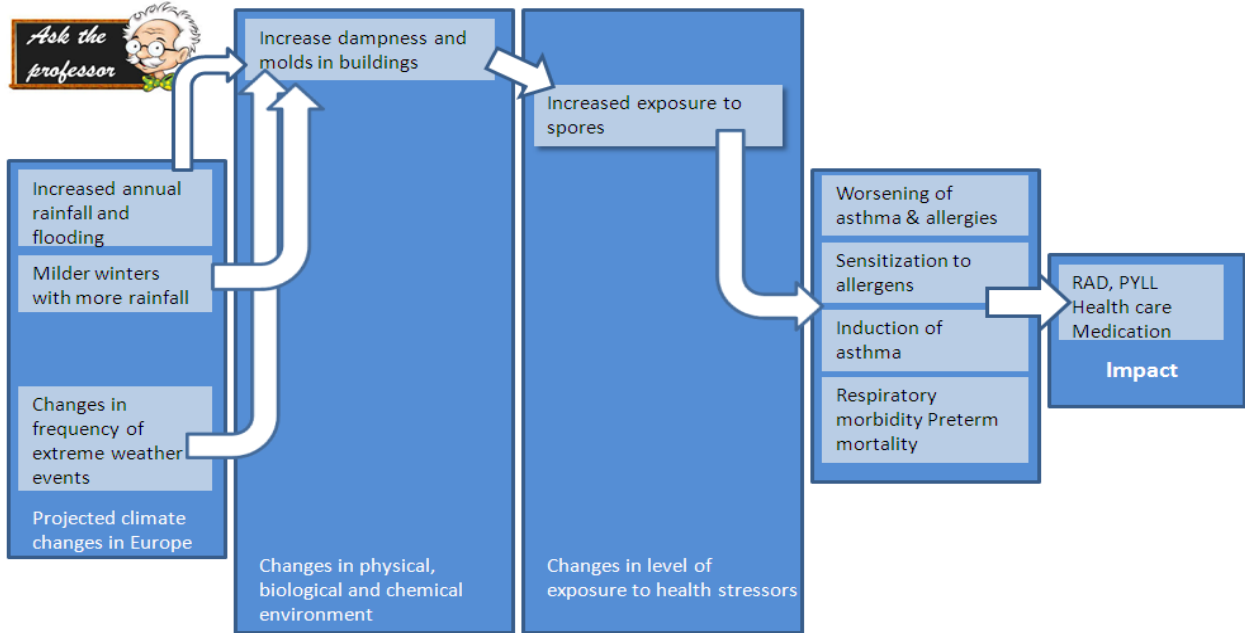 Ask the
professor
Increased annual
rainfall and
flooding
Milder winters
with more rainfall
Changes in
frequency of
extreme weather
events
Projected climate
changes in Europe
Increase dampness and
molds in buildings
Changes in physical,
biological and chemical
environment
Increased exposure to
spores
Changes in level of
exposure to health stressors
Worsening of
asthma & allergies
Sensitization to
allergens
Induction of
asthma
Respiratory
morbidity Preterm
mortality
RAD, PYLL
Health care
Medication
Impact